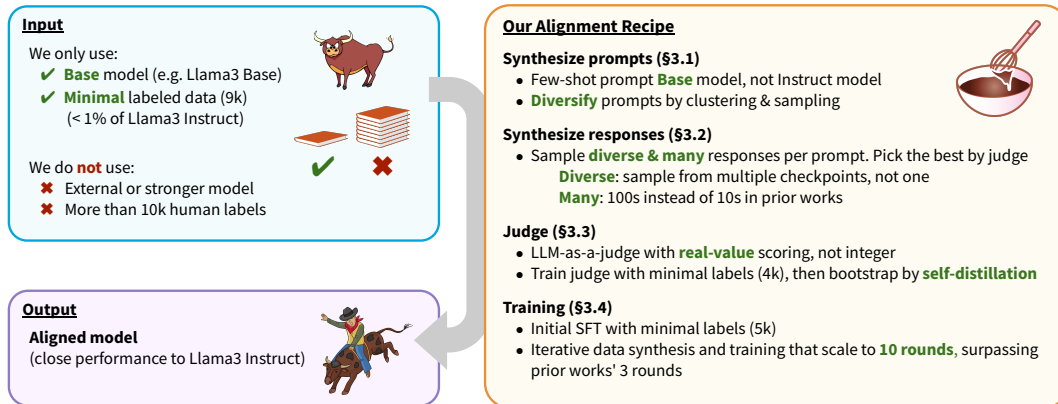 Input
We only use:
✔ Base model (e.g. Llama3 Base)
✔ Minimal labeled data (9k)
(< 1% of Llama3 Instruct)
We do not use:
✖ External or stronger model
✖ More than 10k human labels
Output
Aligned model
(close performance to Llama3 Instruct)
Our Alignment Recipe
Synthesize prompts (§3.1)
• Few-shot prompt Base model, not Instruct model
• Diversify prompts by clustering & sampling
Synthesize responses (§3.2)
• Sample diverse & many responses per prompt. Pick the best by judge
Diverse: sample from multiple checkpoints, not one
Many: 100s instead of 10s in prior works
Judge (§3.3)
• LLM-as-a-judge with real-value scoring, not integer
• Train judge with minimal labels (4k), then bootstrap by self-distillation
Training (§3.4)
• Initial SFT with minimal labels (5k)
• Iterative data synthesis and training that scale to 10 rounds, surpassing
prior works' 3 rounds